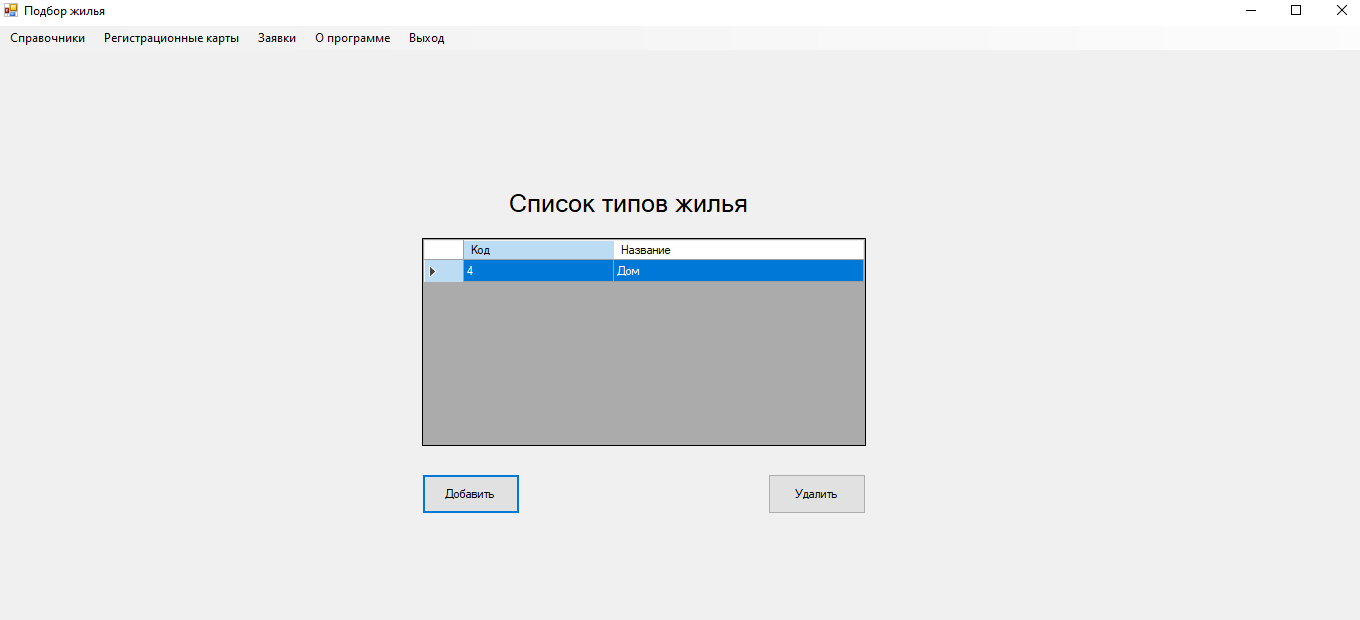 Подбор жилья
Справочники Регистрационные карты Заявки О программе Выход
Список типов жилья
Код Название
4 Дом
Добавить Удалить